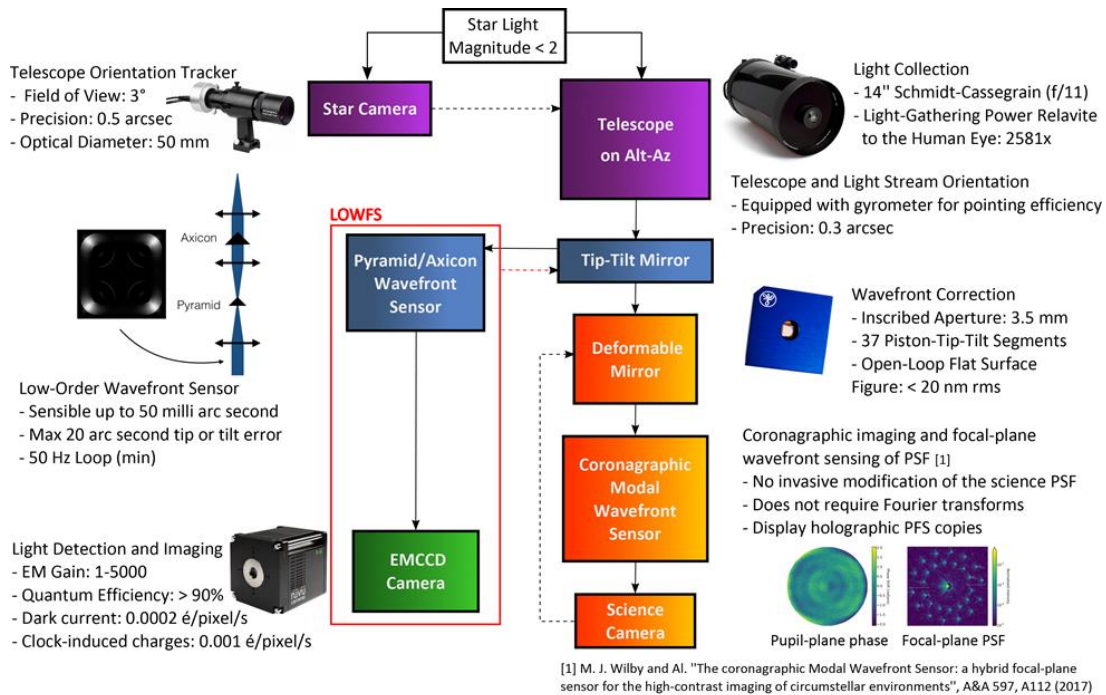 Star Light
Magnitude < 2
Telescope Orientation Tracker
- Field of View: 3°
- Precision: 0.5 arcsec
- Optical Diameter: 50 mm
Star Camera
Telescope
on Alt-Az
Light Collection
- 14" Schmidt-Cassegrain (f/11)
- Light-Gathering Power Relavite
to the Human Eye: 2581x
Telescope and Light Stream Orientation
- Equipped with gyrometer for pointing efficiency
- Precision: 0.3 arcsec
LOWFS
Axicon
Pyramid
Pyramid/Axicon
Wavefront
Sensor
Tip-Tilt Mirror
Wavefront Correction
- Inscribed Aperture: 3.5 mm
- 37 Piston-Tip-Tilt Segments
- Open-Loop Flat Surface
Figure: < 20 nm rms
Deformable
Mirror
Low-Order Wavefront Sensor
- Sensible up to 50 milli arc second
- Max 20 arc second tip or tilt error
- 50 Hz Loop (min)
Coronagraphic
Modal
Wavefront
Sensor
Coronagraphic imaging and focal-plane
wavefront sensing of PSF [1]
- No invasive modification of the science PSF
- Does not require Fourier transforms
- Display holographic PFS copies
Light Detection and Imaging
- EM Gain: 1-5000
- Quantum Efficiency: > 90%
- Dark current: 0.0002 é/pixel/s
- Clock-induced charges: 0.001 é/pixel/s
nüvü
EMCCD
Camera
Science
Camera
Pupil-plane phase
Focal-plane PSF
[1] M. J. Wilby and Al. "The coronagraphic Modal Wavefront Sensor: a hybrid focal-plane
sensor for the high-contrast imaging of circumstellar environments", A&A 597, A112 (2017)